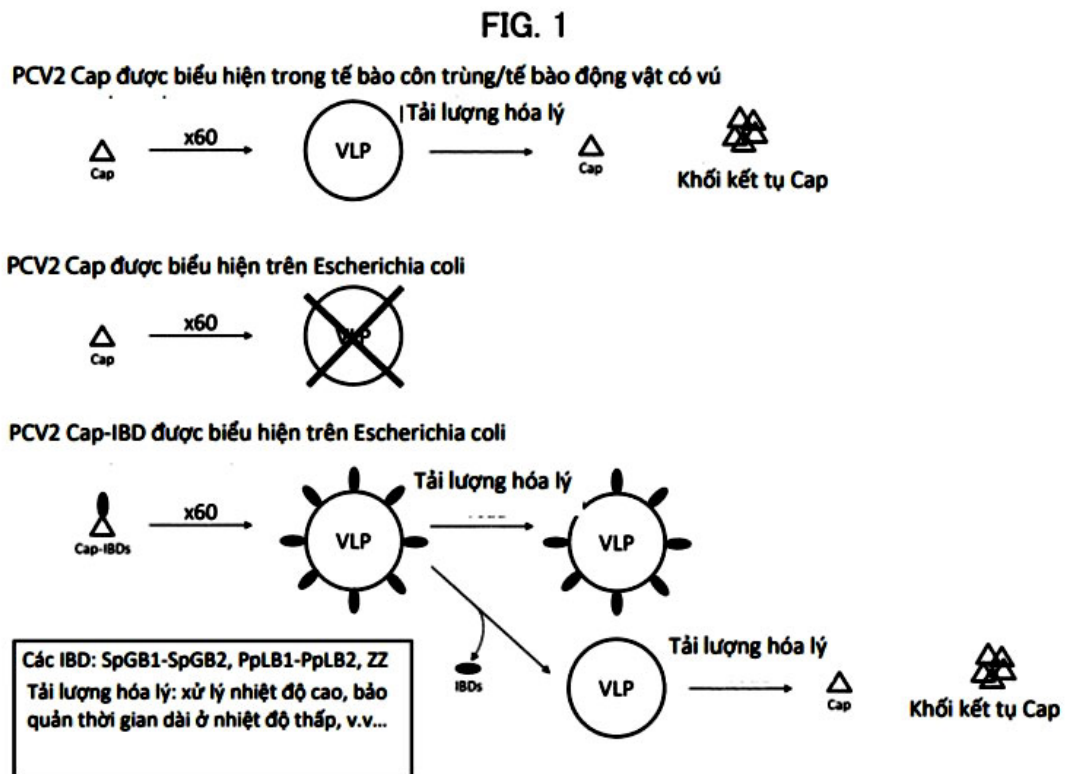 FIG. 1
PCV2 Cap được biểu hiện trong tế bào côn trùng/tế bào động vật có vú
x60
Tải lượng hóa lý
VLP
Cap
Cap
Khối kết tụ Cap
PCV2 Cap được biểu hiện trên Escherichia coli
x60
VLP
Cap
PCV2 Cap-IBD được biểu hiện trên Escherichia coli
Tải lượng hóa lý
x60
VLP
VLP
Cap-IBDs
Các IBD: SpGB1-SpGB2, PpLB1-PpLB2, ZZ
Tải lượng hóa lý: xử lý nhiệt độ cao, bảo
quản thời gian dài ở nhiệt độ thấp, v.v...
IBDs
VLP
Tải lượng hóa lý
Cap
Khối kết tụ Cap